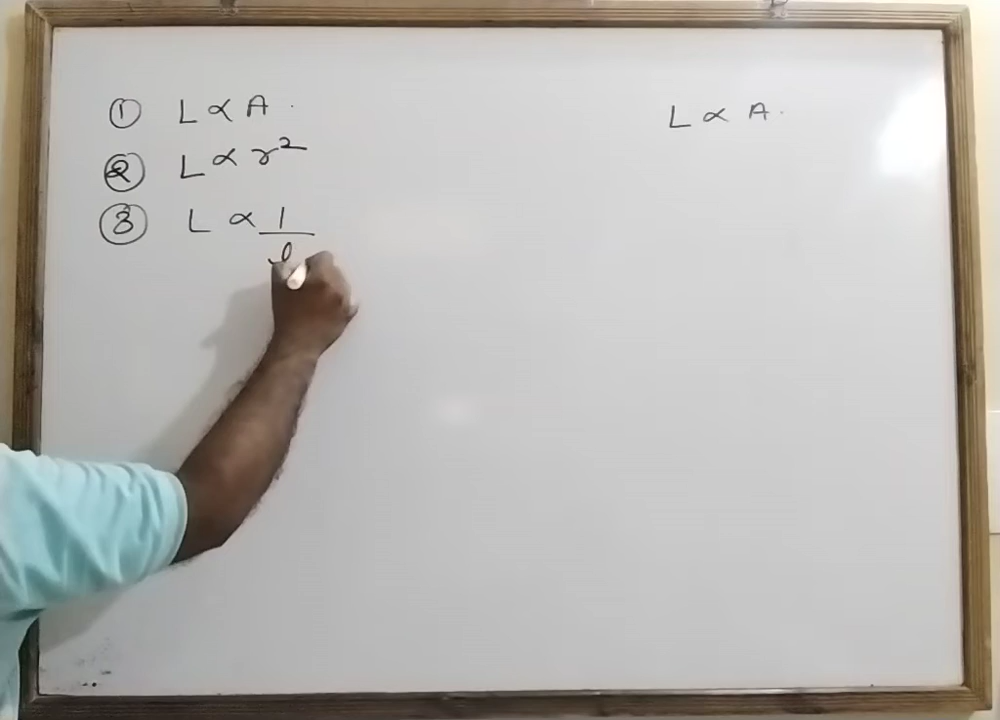 ① L ∝ A.
L ∝ A.
② L ∝ r²
③ L ∝ 1/l